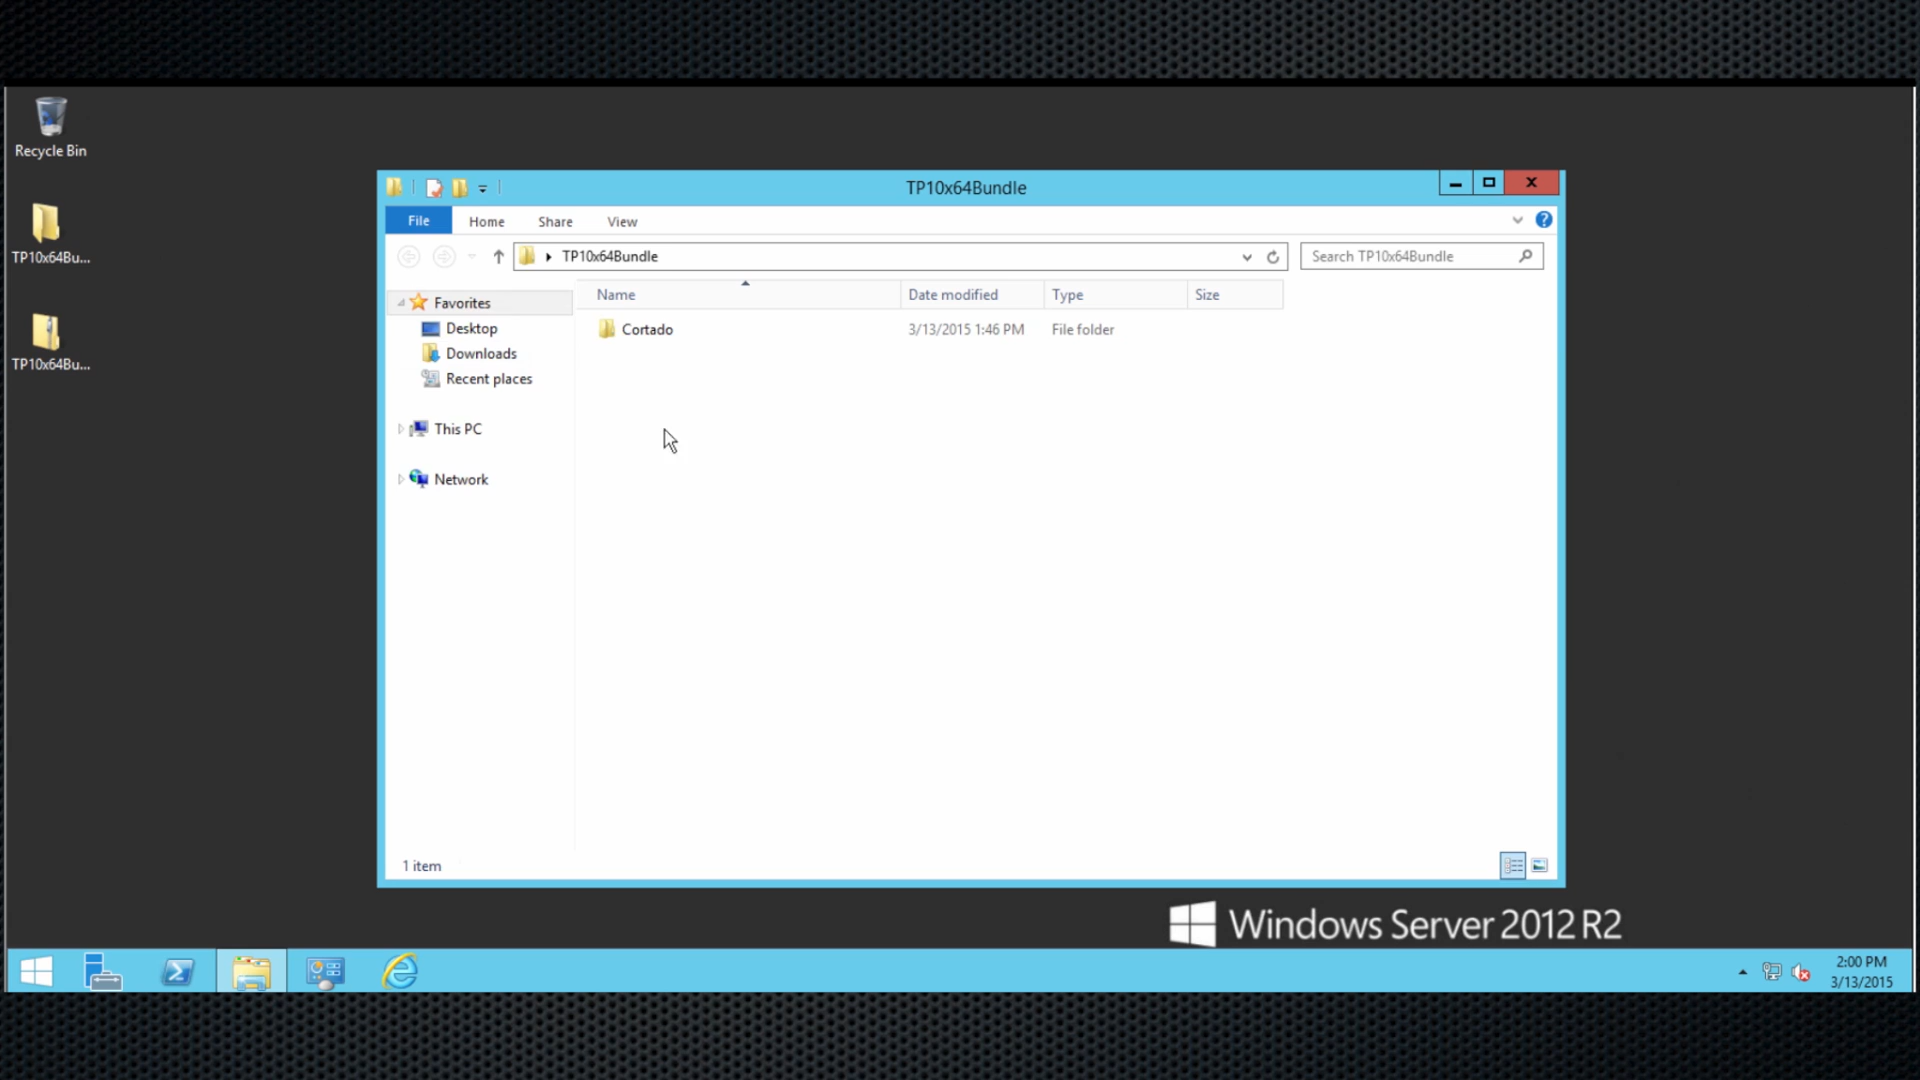 Recycle Bin
TP10x64Bu...
TP10x64Bu...
TP10x64Bundle
File
Home
Share
View
TP10x64Bundle
Search TP10x64Bundle
Name
Date modified
Type
Size
Favorites
Desktop
Downloads
Recent places
This PC
Network
Cortado
3/13/2015 1:46 PM
File folder
1 item
Windows Server 2012 R2
2:00 PM
3/13/2015